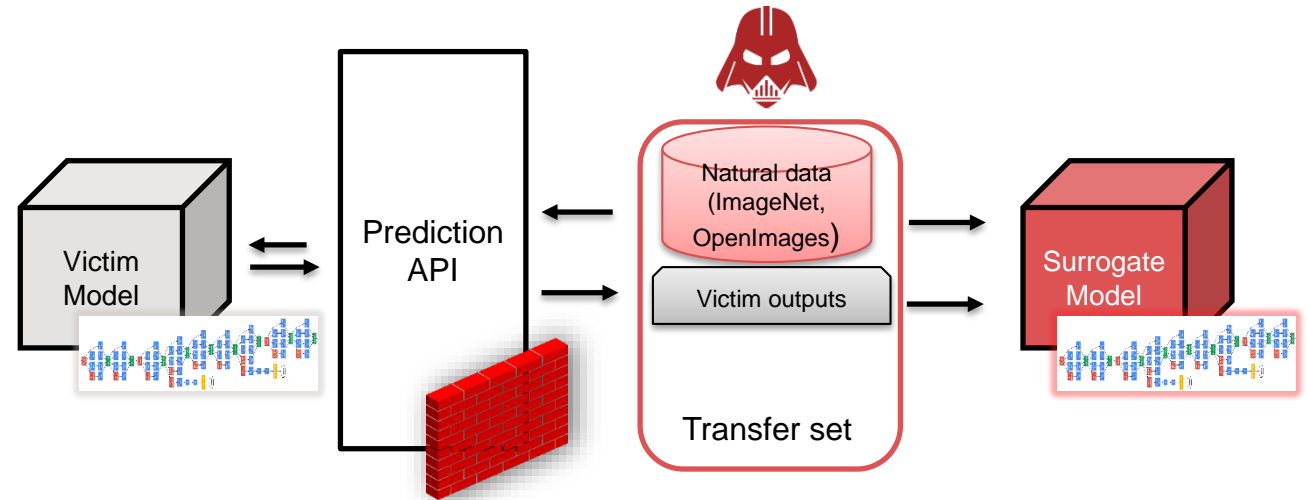 Victim
Model
Prediction
API
Natural data
(ImageNet,
OpenImages)
Victim outputs
Transfer set
Surrogate
Model